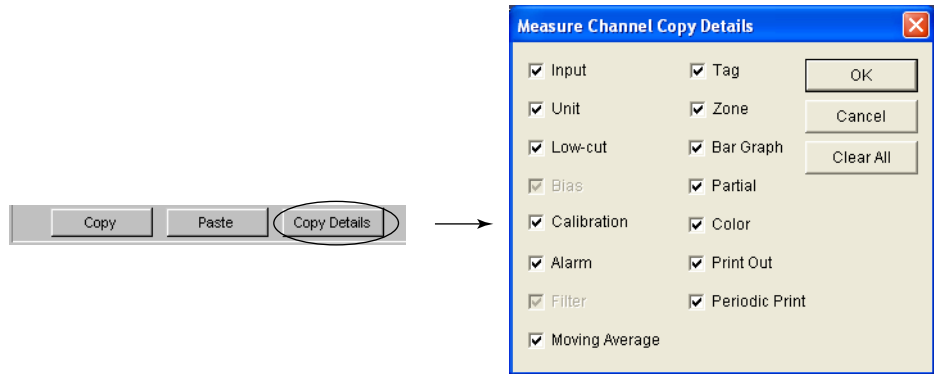 Copy
Paste
Copy Details
Measure Channel Copy Details
Input
Unit
Low-cut
Bias
Calibration
Alarm
Filter
Moving Average
Tag
Zone
Bar Graph
Partial
Color
Print Out
Periodic Print
OK
Cancel
Clear All